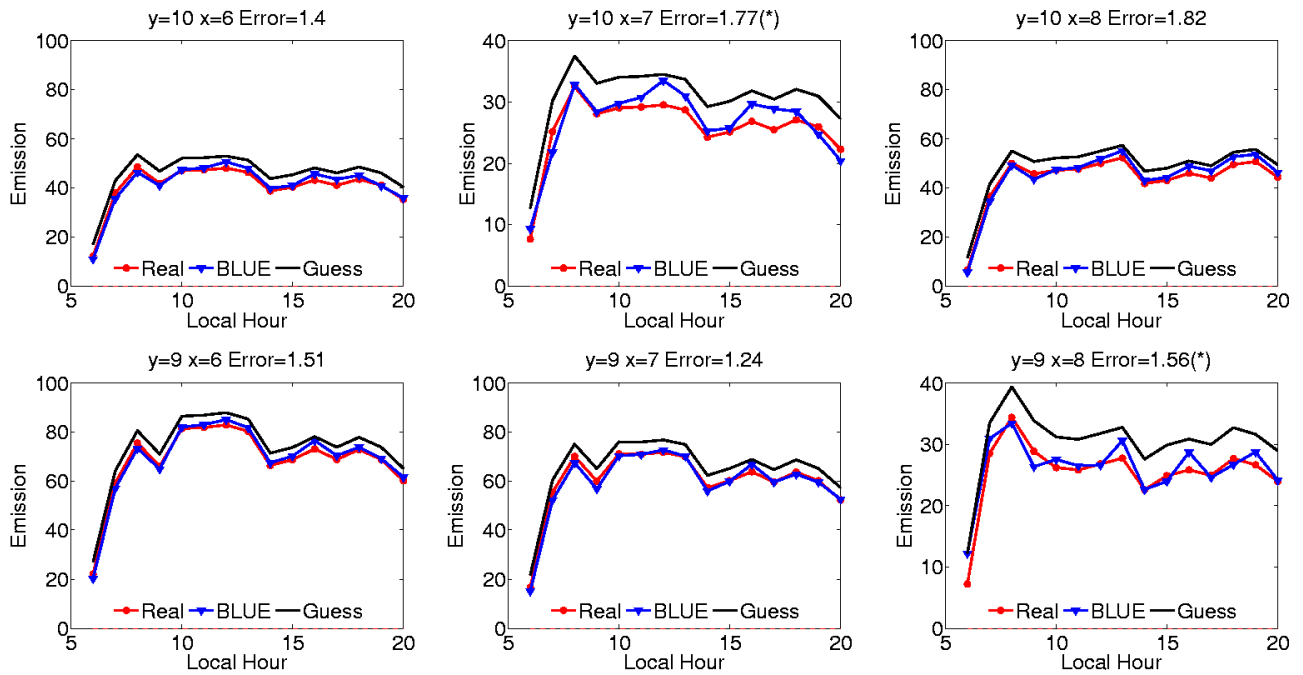 y=10 x=6 Error=1.4
100
80
60
40
20
0
Emission
Real BLUE Guess
5 10 15 20
Local Hour
y=10 x=7 Error=1.77(*)
40
30
20
10
0
Emission
Real BLUE Guess
5 10 15 20
Local Hour
y=10 x=8 Error=1.82
100
80
60
40
20
0
Emission
Real BLUE Guess
5 10 15 20
Local Hour
y=9 x=6 Error=1.51
100
80
60
40
20
0
Emission
Real BLUE Guess
5 10 15 20
Local Hour
y=9 x=7 Error=1.24
100
80
60
40
20
0
Emission
Real BLUE Guess
5 10 15 20
Local Hour
y=9 x=8 Error=1.56(*)
40
30
20
10
0
Emission
Real BLUE Guess
5 10 15 20
Local Hour